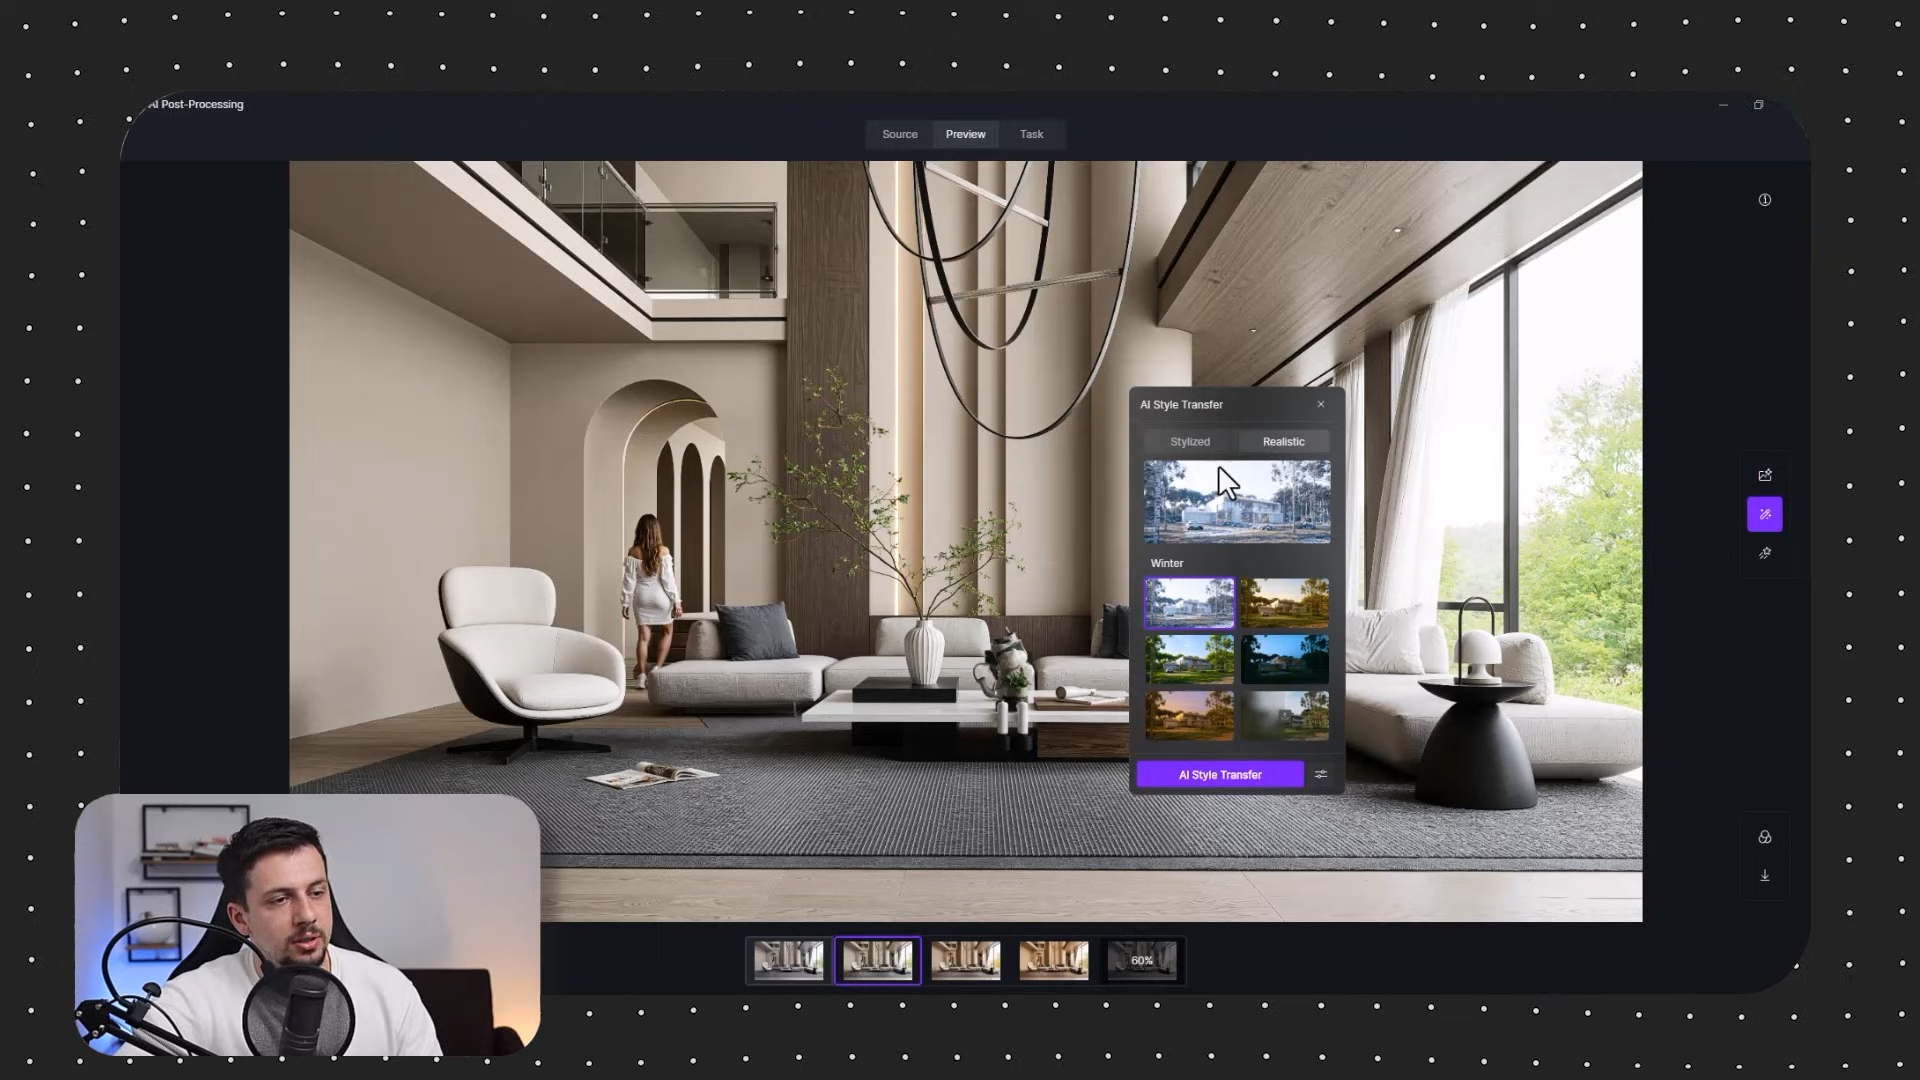 AI Post-Processing
Source
Preview
Task
AI Style Transfer
Stylized
Realistic
Winter
AI Style Transfer
60%